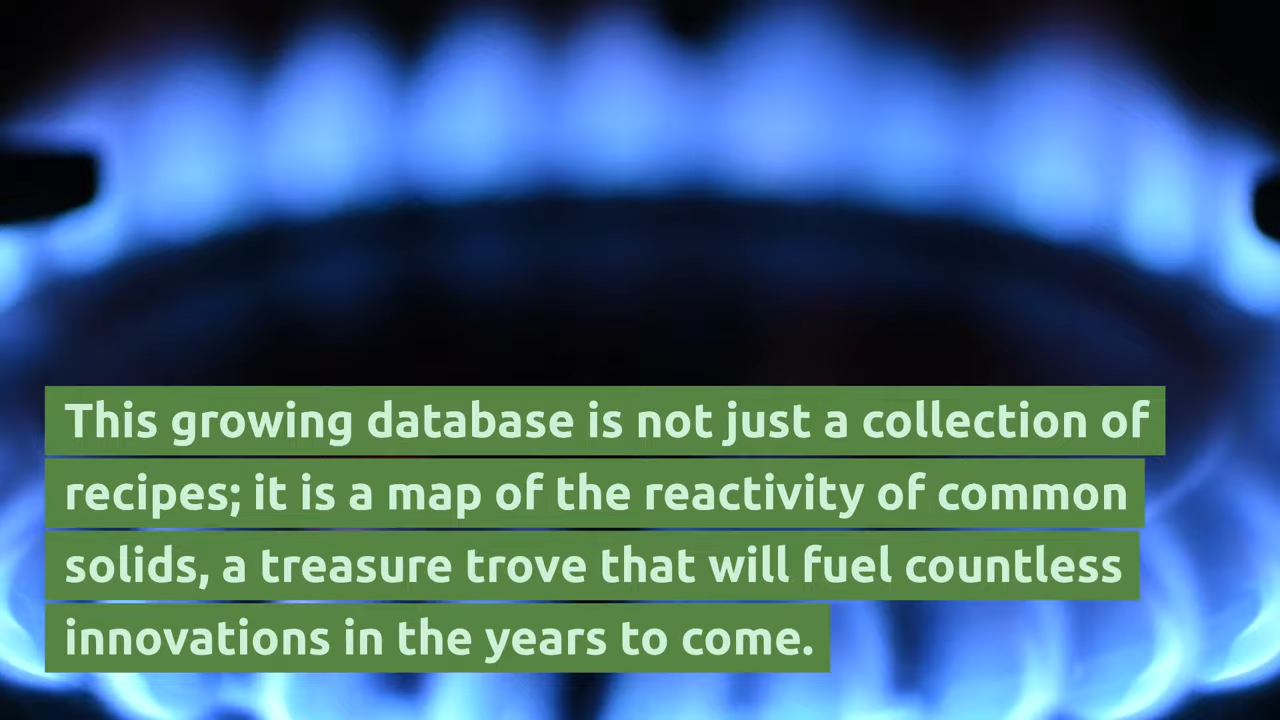 This growing database is not just a collection of
recipes; it is a map of the reactivity of common
solids, a treasure trove that will fuel countless
innovations in the years to come.